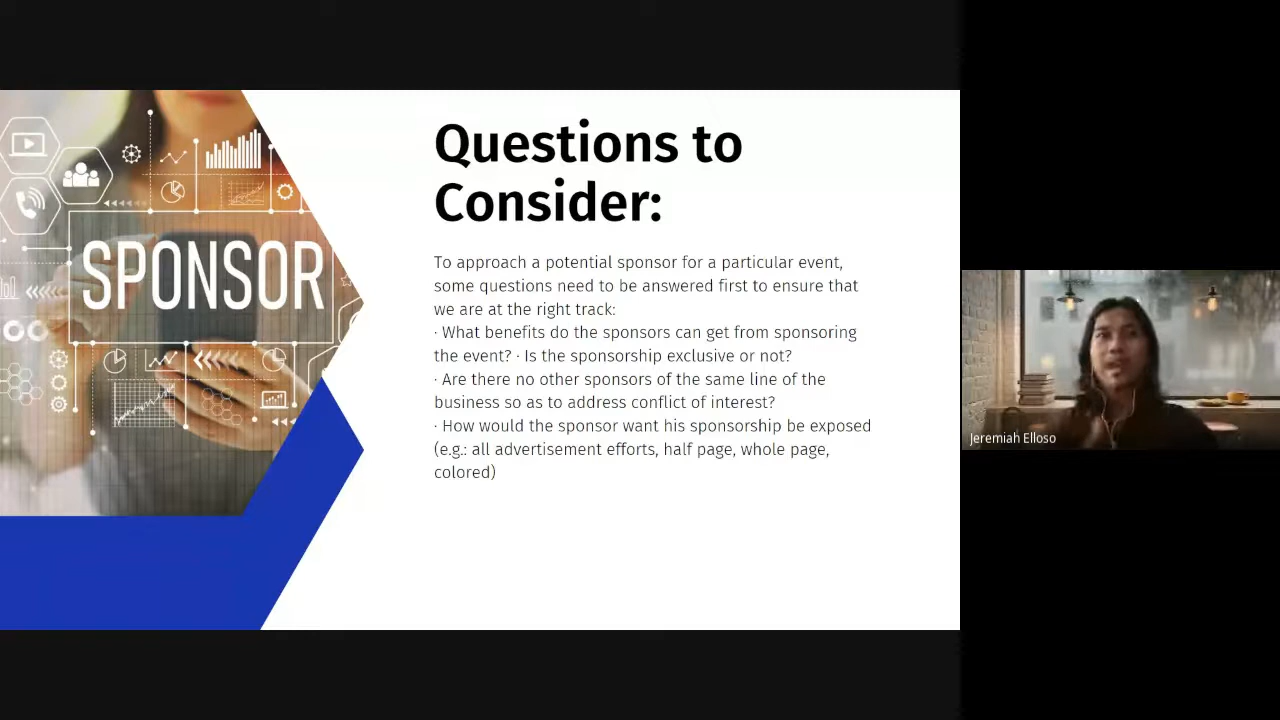 SPONSOR
Questions to
Consider:
To approach a potential sponsor for a particular event,
some questions need to be answered first to ensure that
we are at the right track:
· What benefits do the sponsors can get from sponsoring
the event? · Is the sponsorship exclusive or not?
· Are there no other sponsors of the same line of the
business so as to address conflict of interest?
· How would the sponsor want his sponsorship be exposed
(e.g.: all advertisement efforts, half page, whole page,
colored)
Jeremiah Elloso